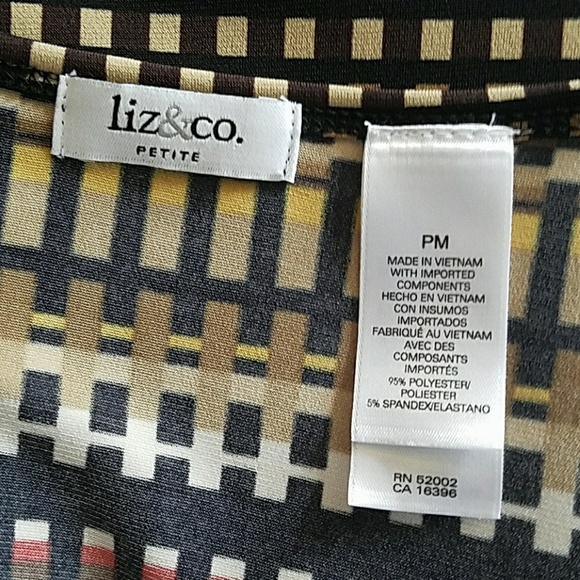 liz&co.
PETITE
PM
MADE IN VIETNAM
WITH IMPORTED
COMPONENTS
HECHO EN VIETNAM
CON INSUMOS
IMPORTADOS
FABRIQUÉ AU VIETNAM
AVEC DES
COMPOSANTS
IMPORTÉS
95% POLYESTER/
POLIESTER
5% SPANDEX/ELASTANO
RN 52002
CA 16396